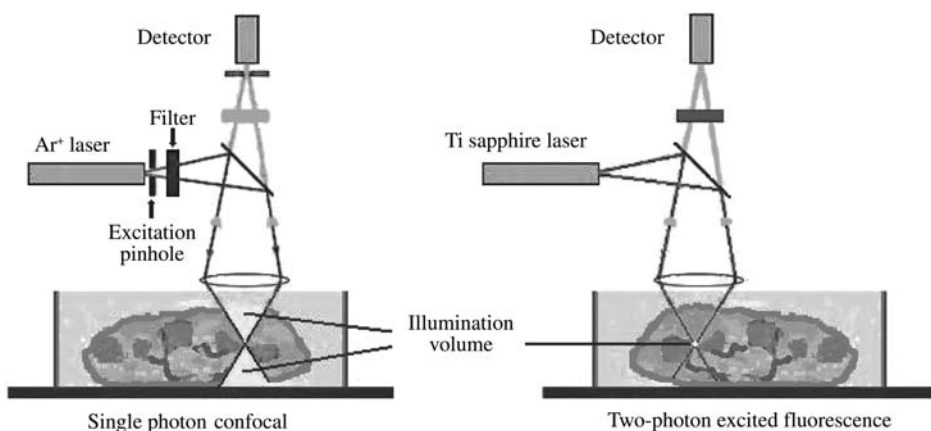 Detector
Detector
Filter
Ar⁺ laser
Ti sapphire laser
Excitation
pinhole
Illumination
volume
Single photon confocal
Two-photon excited fluorescence